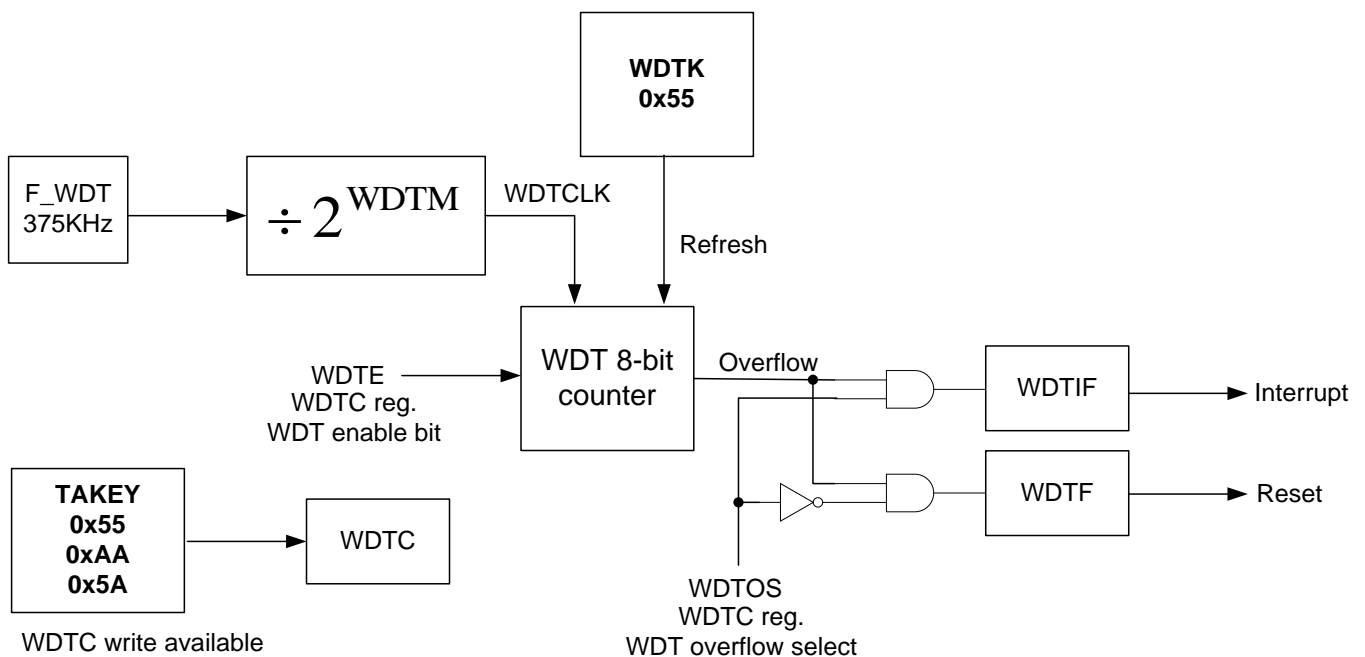 WDTK
0x55
F_WDT
375KHz
÷ 2^WDTM
WDTCLK
Refresh
WDT 8-bit
counter
Overflow
WDTE
WDTC reg.
WDT enable bit
WDTIF
Interrupt
WDTF
Reset
TAKEY
0x55
0xAA
0x5A
WDTC
WDTC write available
WDTOS
WDTC reg.
WDT overflow select